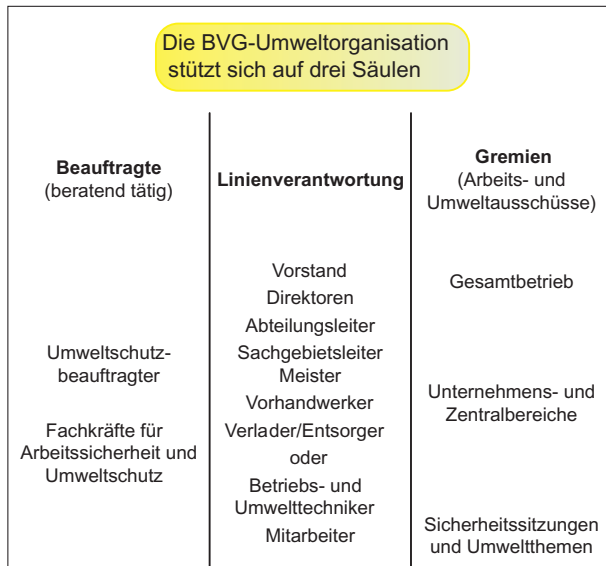 Die BVG-Umweltorganisation
stützt sich auf drei Säulen
Beauftragte
(beratend tätig)
Umweltschutz-
beauftragter
Fachkräfte für
Arbeitssicherheit und
Umweltschutz
Linienverantwortung
Vorstand
Direktoren
Abteilungsleiter
Sachgebietsleiter
Meister
Vorhandwerker
Verlader/Entsorger
oder
Betriebs- und
Umwelttechniker
Mitarbeiter
Gremien
(Arbeits- und
Umweltausschüsse)
Gesamtbetrieb
Unternehmens- und
Zentralbereiche
Sicherheitssitzungen
und Umweltthemen